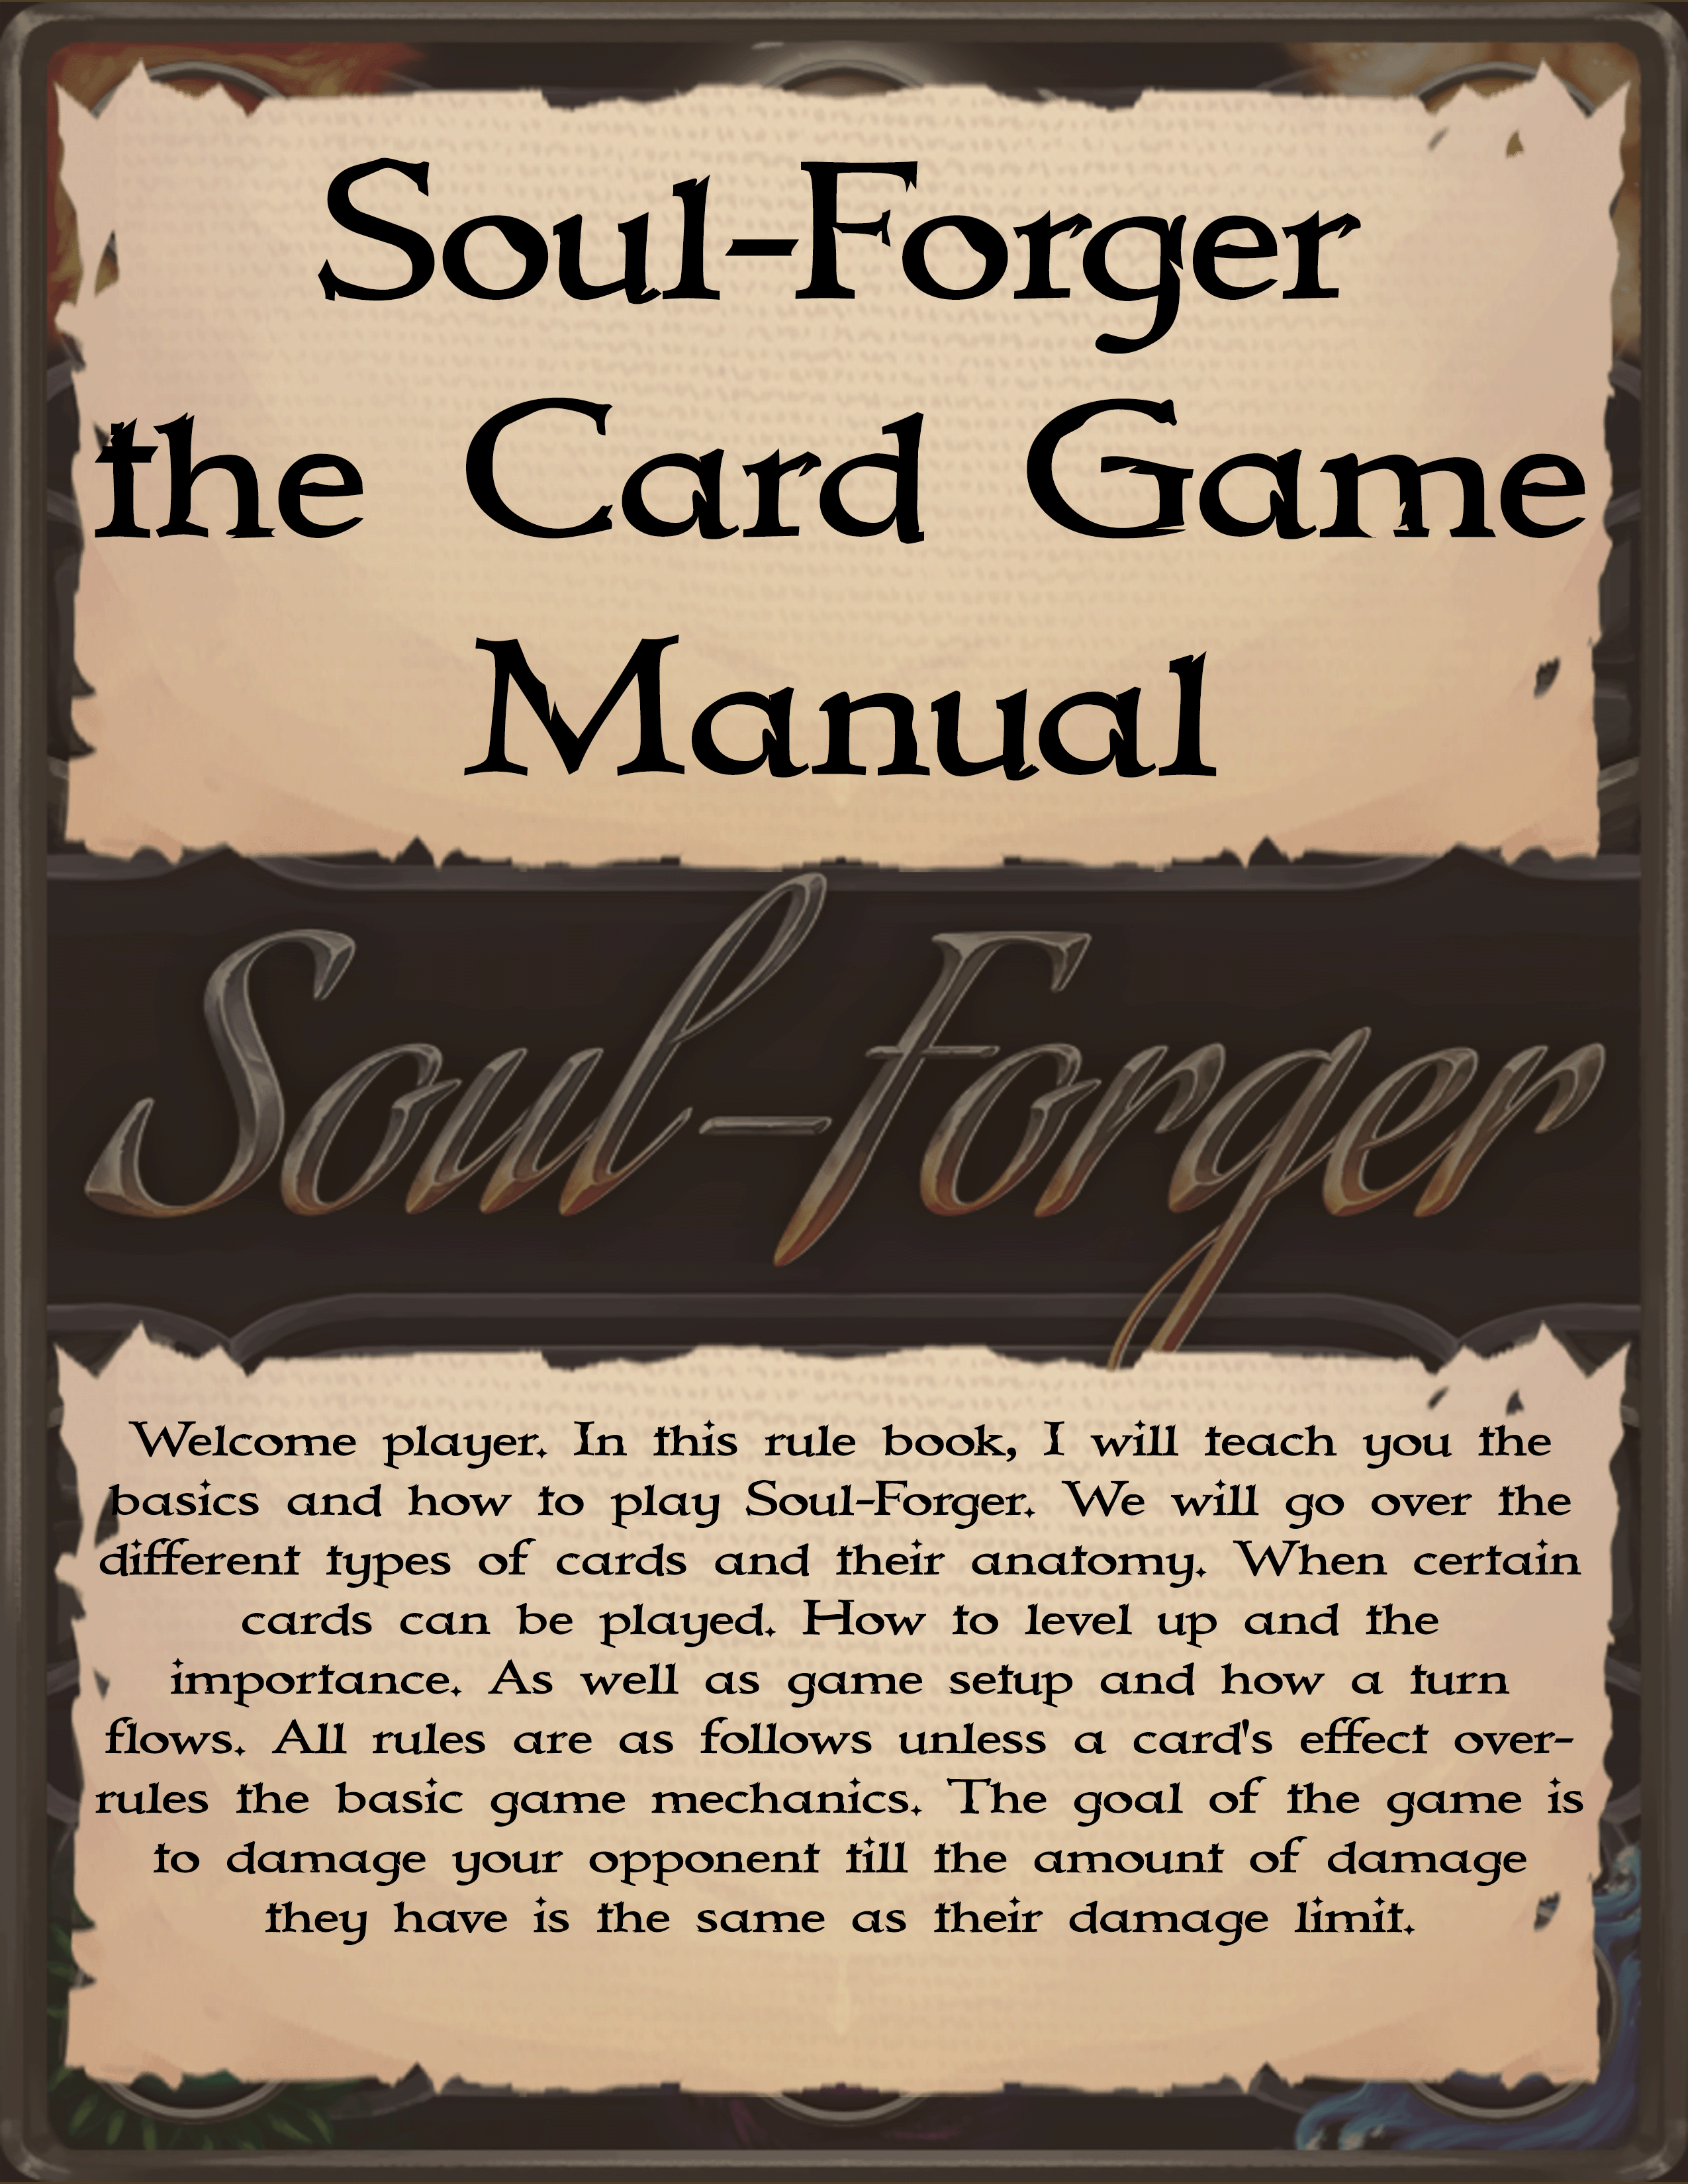 Soul-Forger
the Card Game
Manual
Soul-Forger
Welcome player. In this rule book, I will teach you the
basics and how to play Soul-Forger. We will go over the
different types of cards and their anatomy. When certain
cards can be played. How to level up and the
importance. As well as game setup and how a turn
flows. All rules are as follows unless a card's effect over-
rules the basic game mechanics. The goal of the game is
to damage your opponent till the amount of damage
they have is the same as their damage limit.